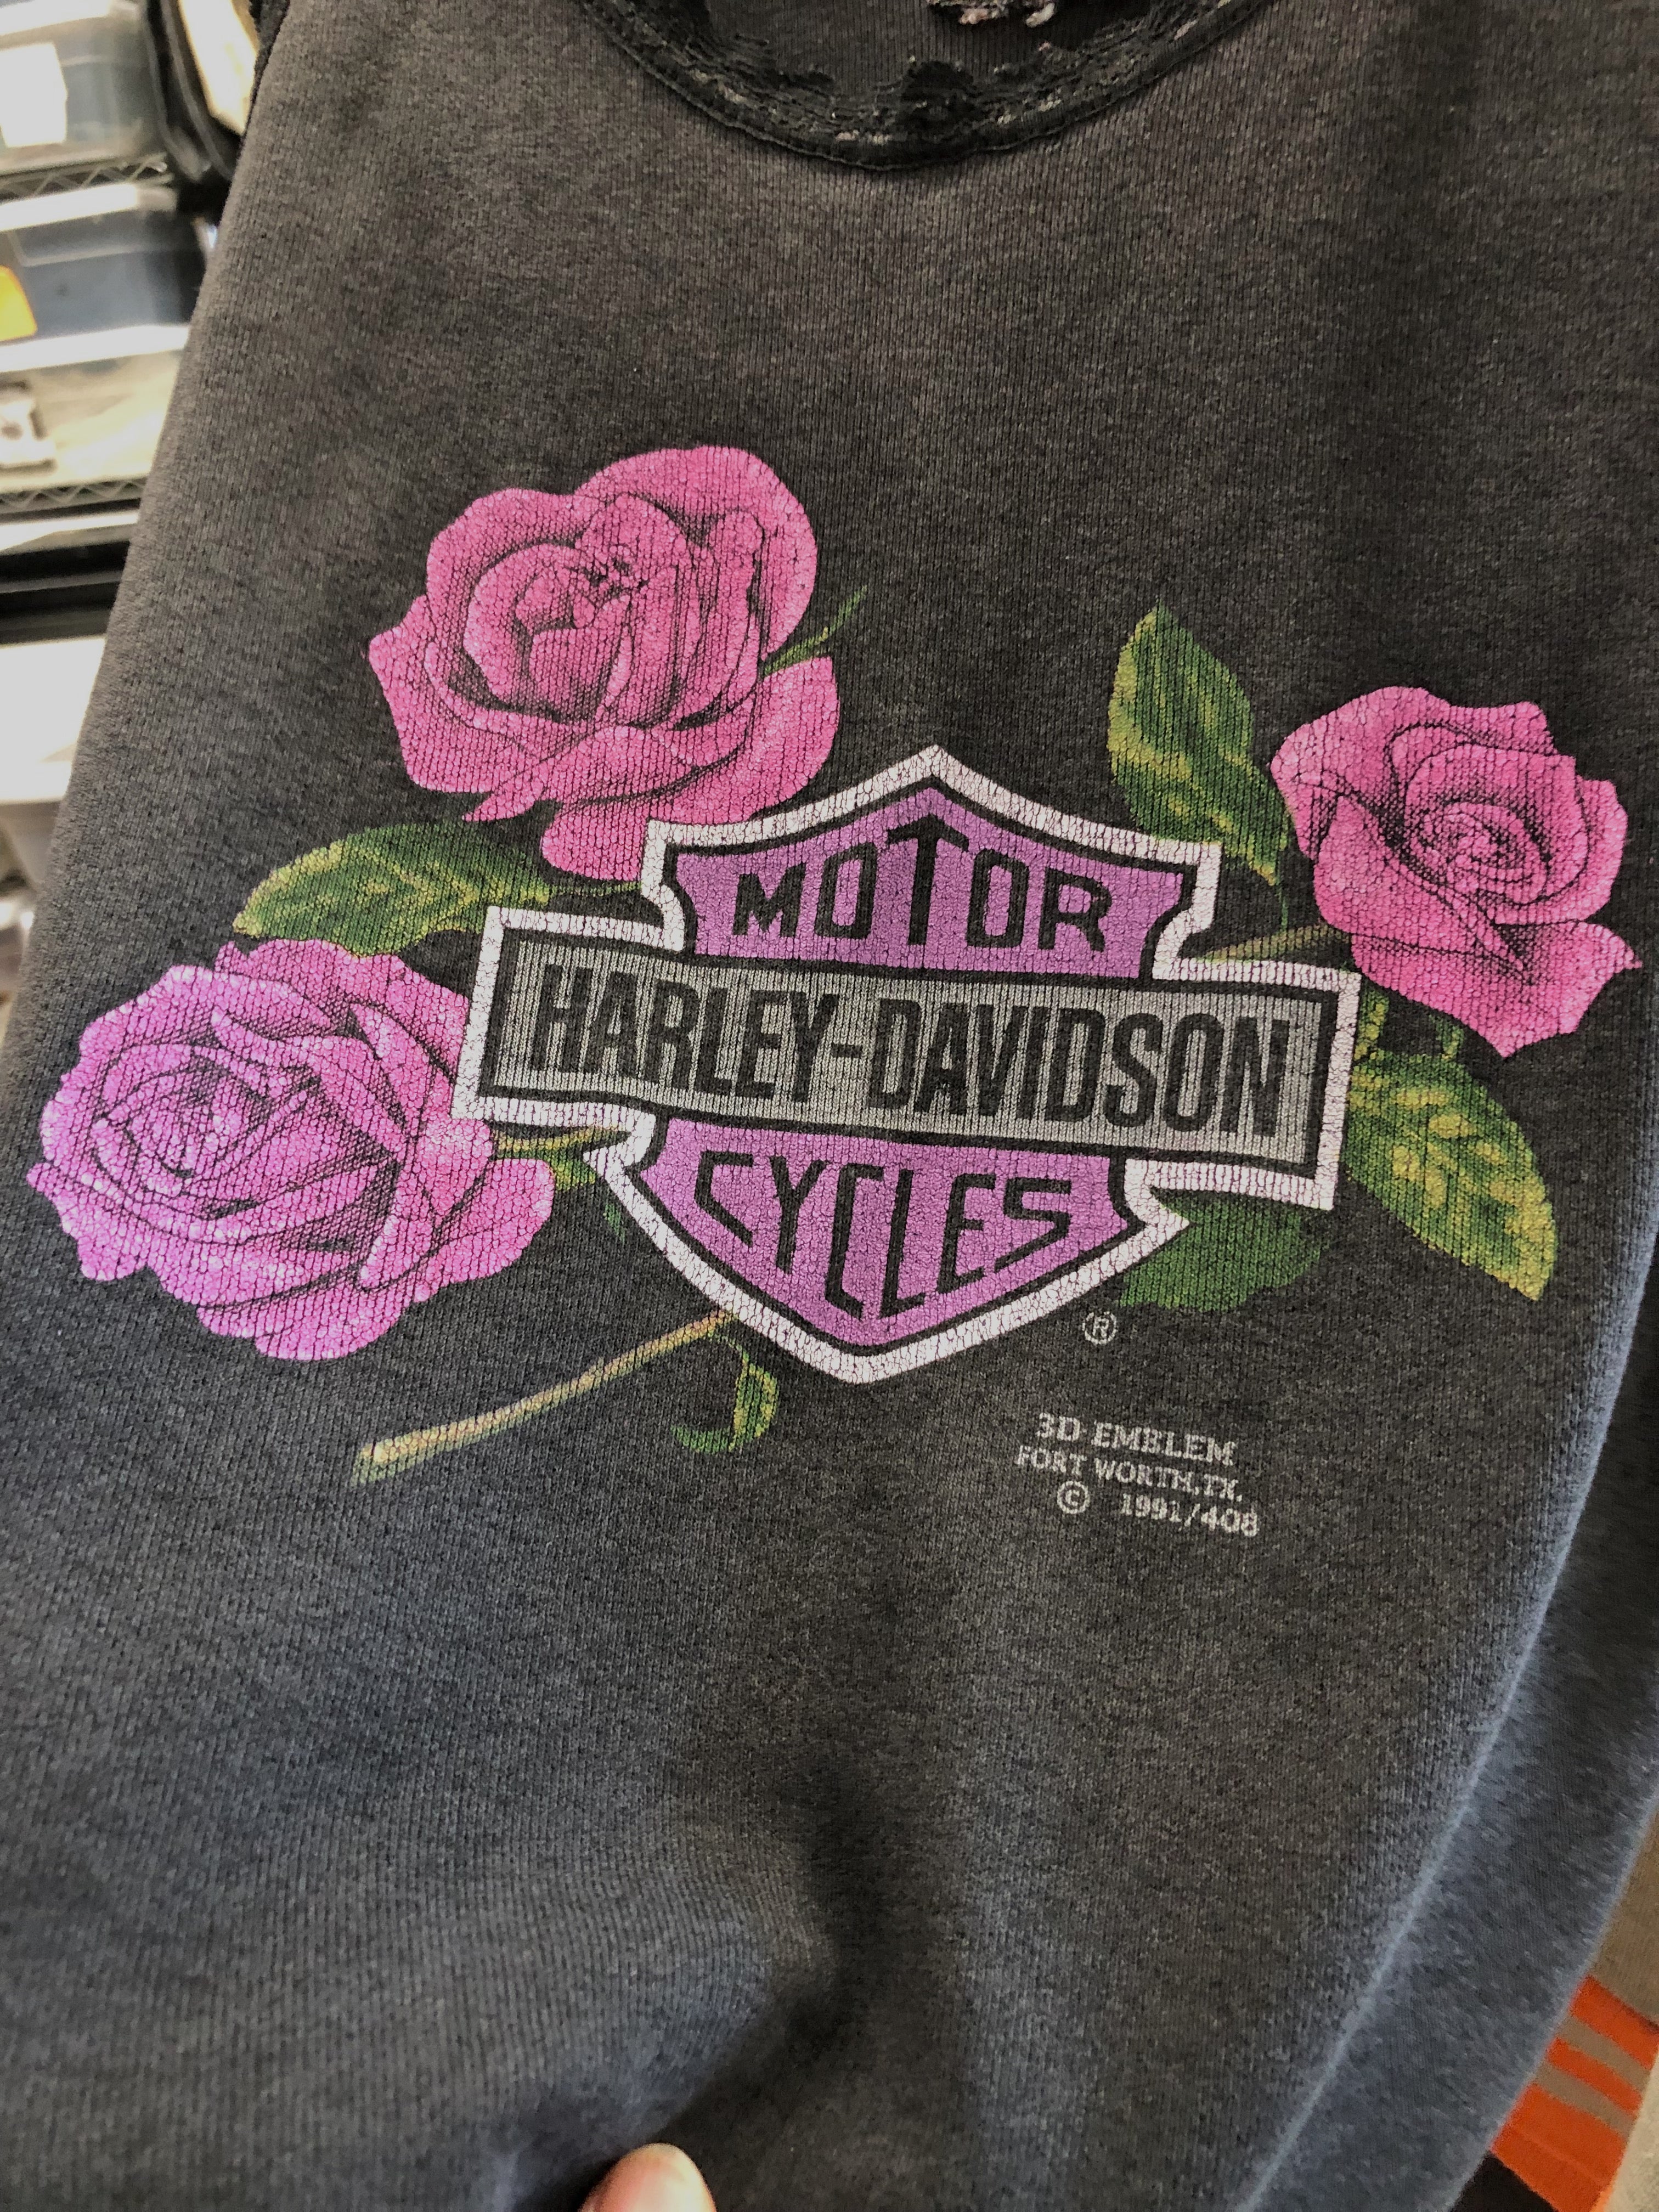 MOTOR
HARLEY-DAVIDSON
CYCLES
®
3D EMBLEM
FORT WORTH,TX.
© 1991/408